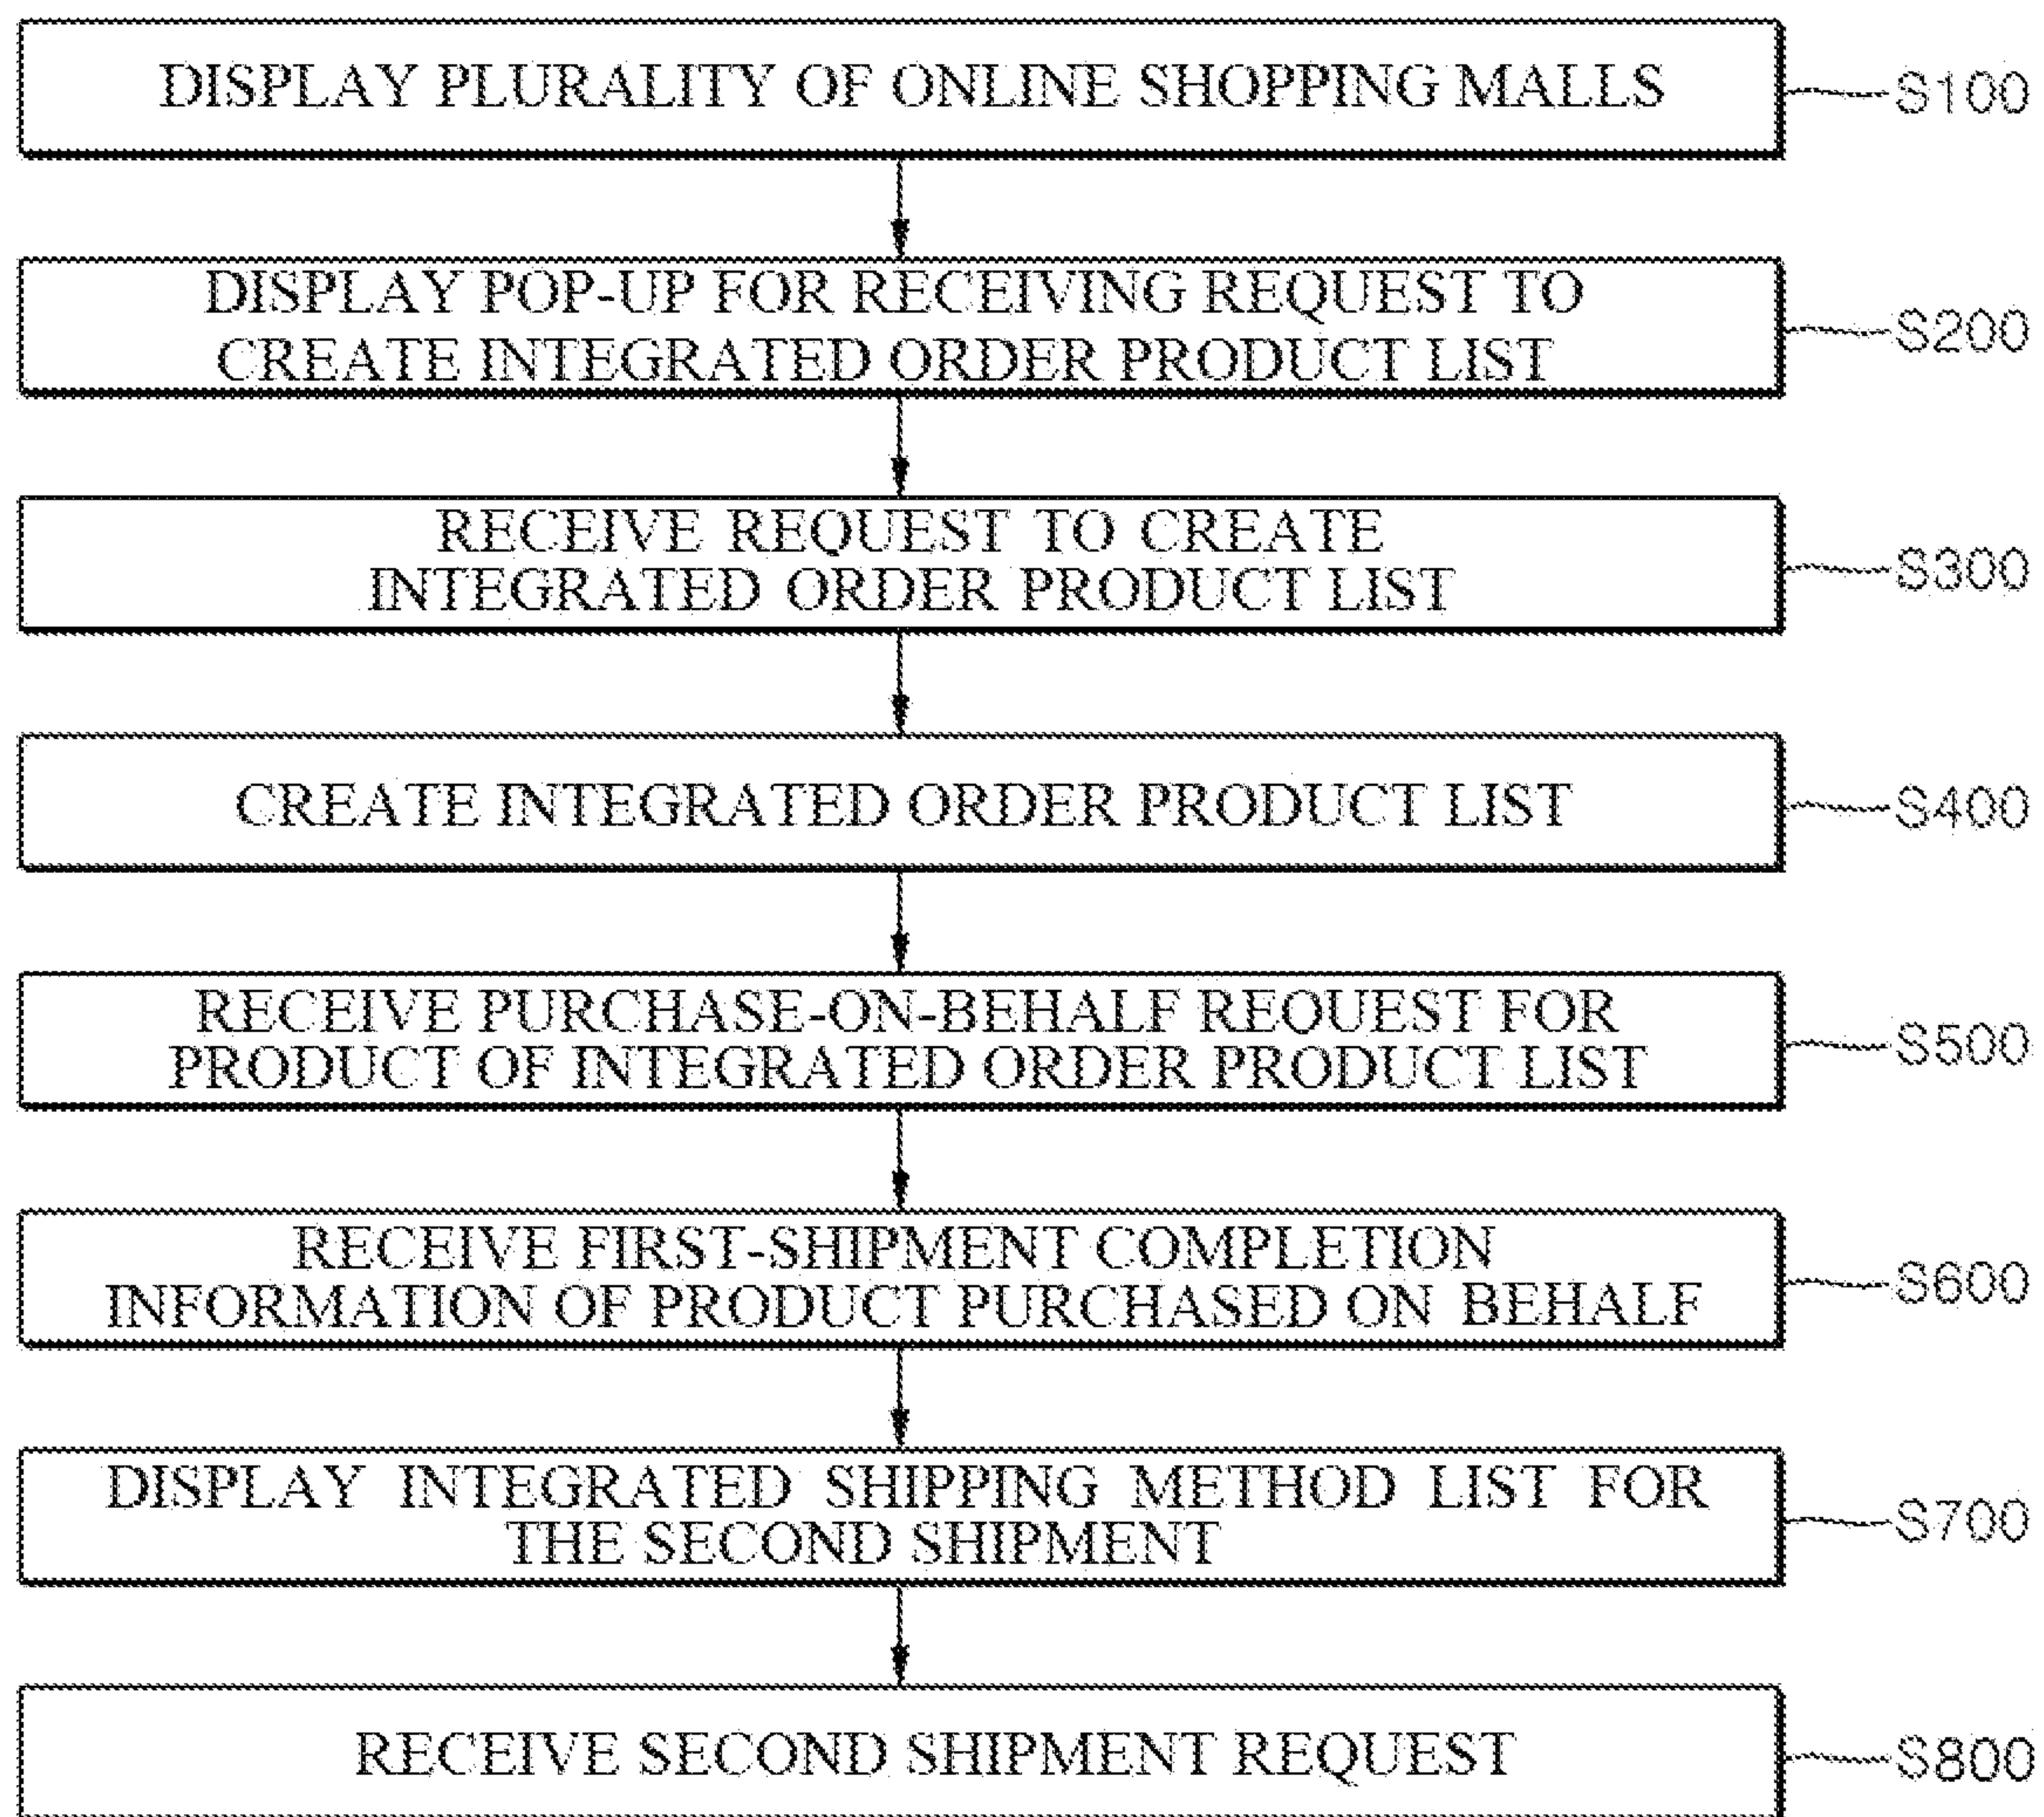 DISPLAY PLURALITY OF ONLINE SHOPPING MALLS
S100
DISPLAY POP-UP FOR RECEIVING REQUEST TO
CREATE INTEGRATED ORDER PRODUCT LIST
S200
RECEIVE REQUEST TO CREATE
INTEGRATED ORDER PRODUCT LIST
S300
CREATE INTEGRATED ORDER PRODUCT LIST
S400
RECEIVE PURCHASE-ON-BEHALF REQUEST FOR
PRODUCT OF INTEGRATED ORDER PRODUCT LIST
S500
RECEIVE FIRST-SHIPMENT COMPLETION
INFORMATION OF PRODUCT PURCHASED ON BEHALF
S600
DISPLAY INTEGRATED SHIPPING METHOD LIST FOR
THE SECOND SHIPMENT
S700
RECEIVE SECOND SHIPMENT REQUEST
S800